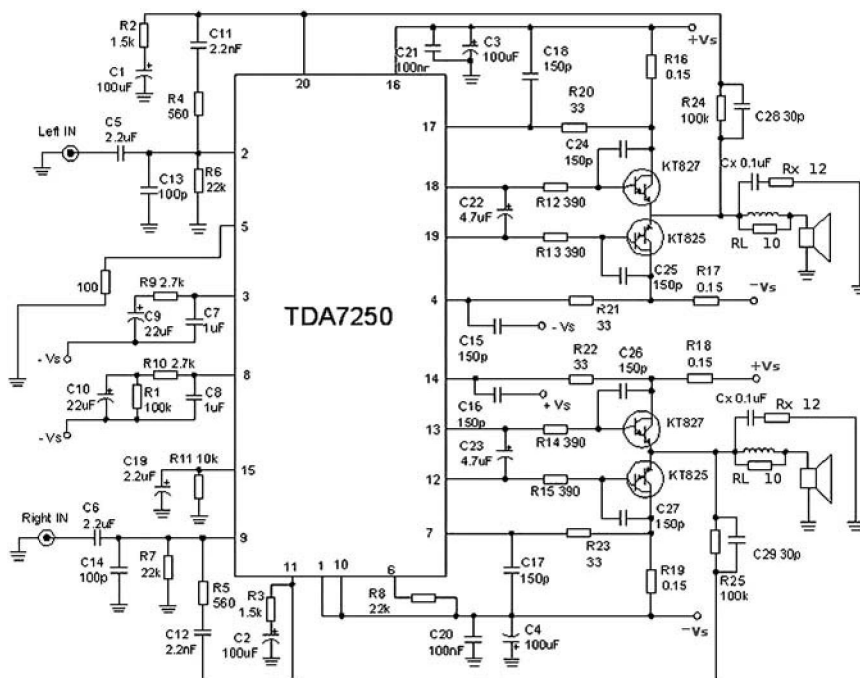 R2
1.5k
C1
100uF
C11
2.2nF
R4
560
Left IN
C5
2.2uF
C13
100p
R6
22k
100
R9 2.7k
C9
22uF
C7
1uF
- Vs
R10 2.7k
C10
22uF
R1
100k
C8
1uF
-Vs
C19
2.2uF
R11 10k
Right IN
C6
2.2uF
C14
100p
R7
22k
R5
560
C12
2.2nF
R3
1.5k
C2
100uF
TDA7250
20
16
2
5
3
8
15
9
11
1
10
6
17
18
19
4
14
13
12
7
C21
100nF
C3
100uF
C18
150p
+Vs
R16
0.15
R20
33
R24
100k
C28 30p
C24
150p
KT827
Cx 0.1uF
Rx 12
C22
4.7uF
R12 390
R13 390
KT825
RL 10
C25
150p
R17
0.15
-Vs
R21
33
C15
150p
- Vs
R22
33
C26
150p
R18
0.15
+Vs
C16
150p
+ Vs
Cx 0.1uF
Rx 12
C23
4.7uF
R14 390
KT827
R15 390
KT825
RL 10
C27
150p
R23
33
C17
150p
R19
0.15
R25
100k
C29 30p
R8
22k
C20
100nF
C4
100uF
-Vs